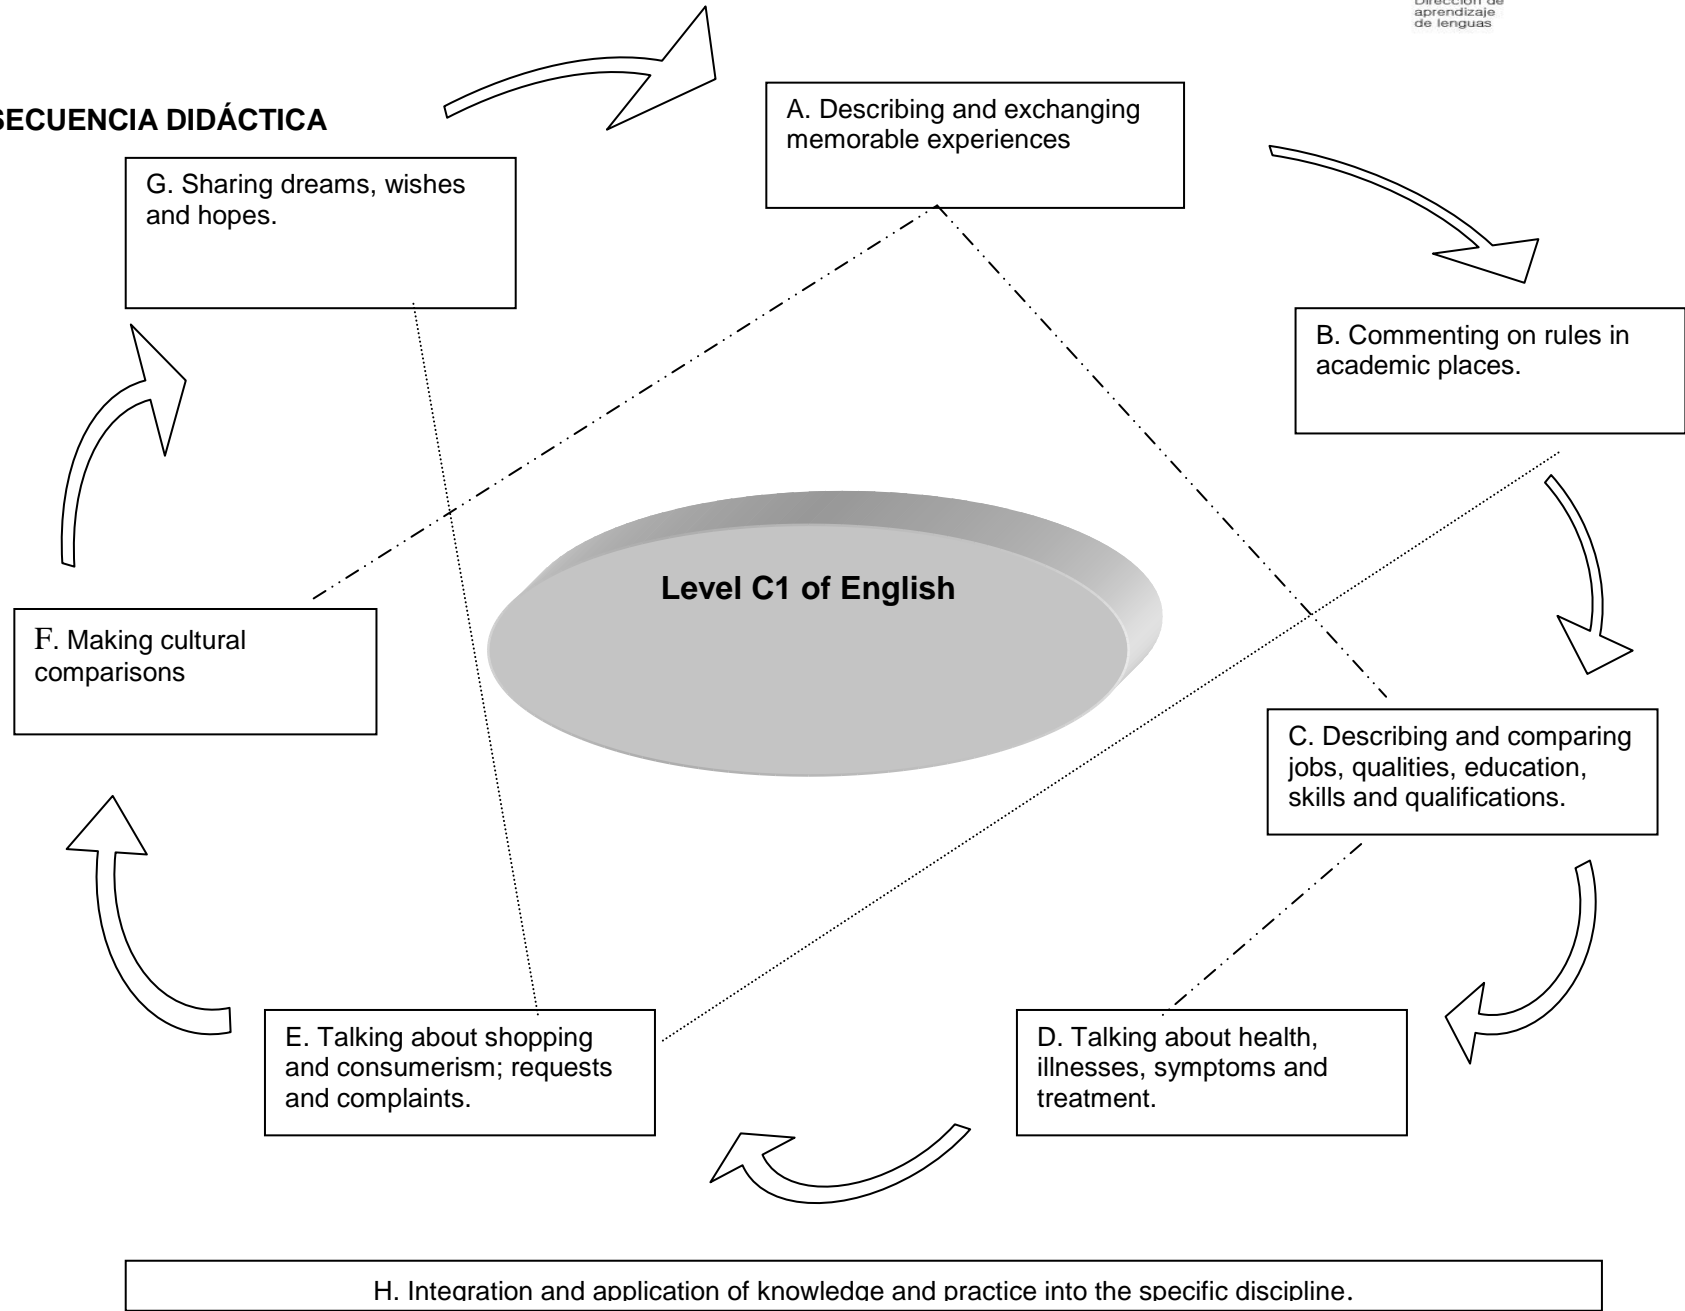 Dirección de
aprendizaje
de lenguas
SECUENCIA DIDÁCTICA
A. Describing and exchanging
memorable experiences
G. Sharing dreams, wishes
and hopes.
B. Commenting on rules in
academic places.
Level C1 of English
F. Making cultural
comparisons
C. Describing and comparing
jobs, qualities, education,
skills and qualifications.
E. Talking about shopping
and consumerism; requests
and complaints.
D. Talking about health,
illnesses, symptoms and
treatment.
H. Integration and application of knowledge and practice into the specific discipline.